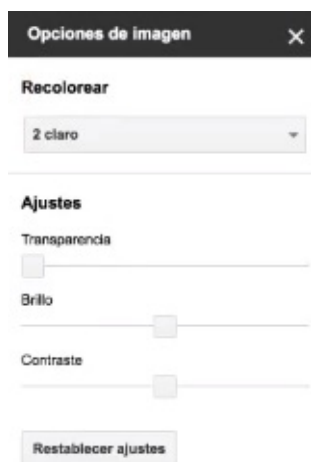 Opciones de imagen
Recolorear
2 claro
Ajustes
Transparencia
Brillo
Contraste
Restablecer ajustes